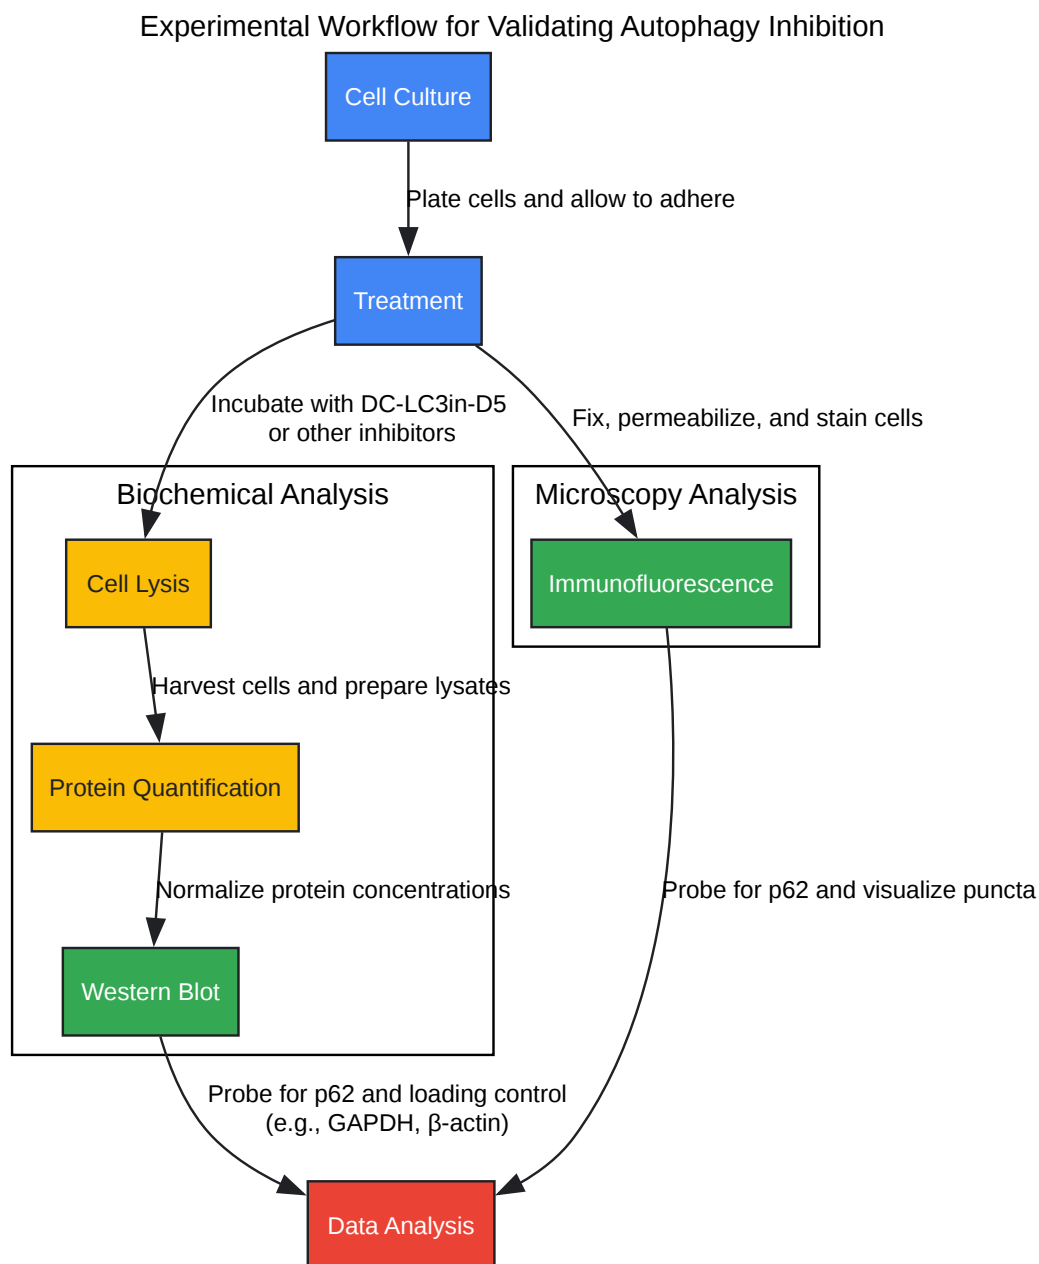 Experimental Workflow for Validating Autophagy Inhibition
Cell Culture
Plate cells and allow to adhere
Treatment
Incubate with DC-LC3in-D5
or other inhibitors
Fix, permeabilize, and stain cells
Biochemical Analysis
Microscopy Analysis
Cell Lysis
Immunofluorescence
Harvest cells and prepare lysates
Protein Quantification
Normalize protein concentrations
Probe for p62 and visualize puncta
Western Blot
Probe for p62 and loading control
(e.g., GAPDH, β-actin)
Data Analysis